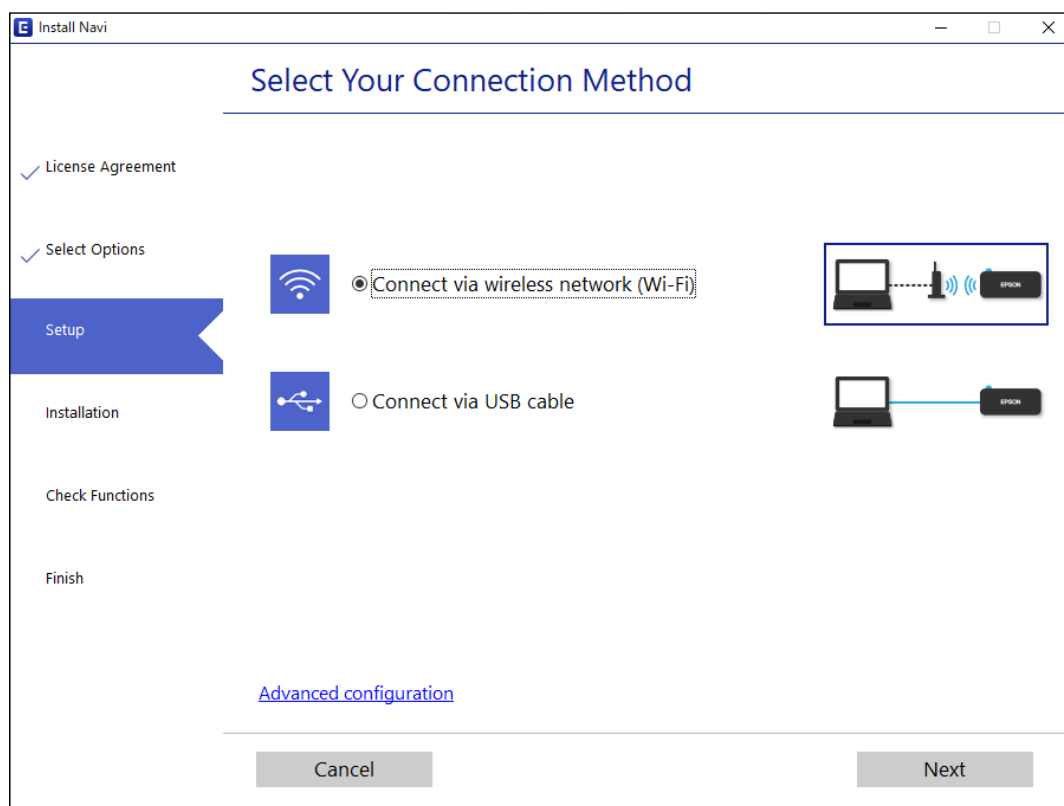 Install Navi
Select Your Connection Method
License Agreement
Select Options
Setup
Installation
Check Functions
Finish
Connect via wireless network (Wi-Fi)
EPSON
Connect via USB cable
EPSON
Advanced configuration
Cancel
Next